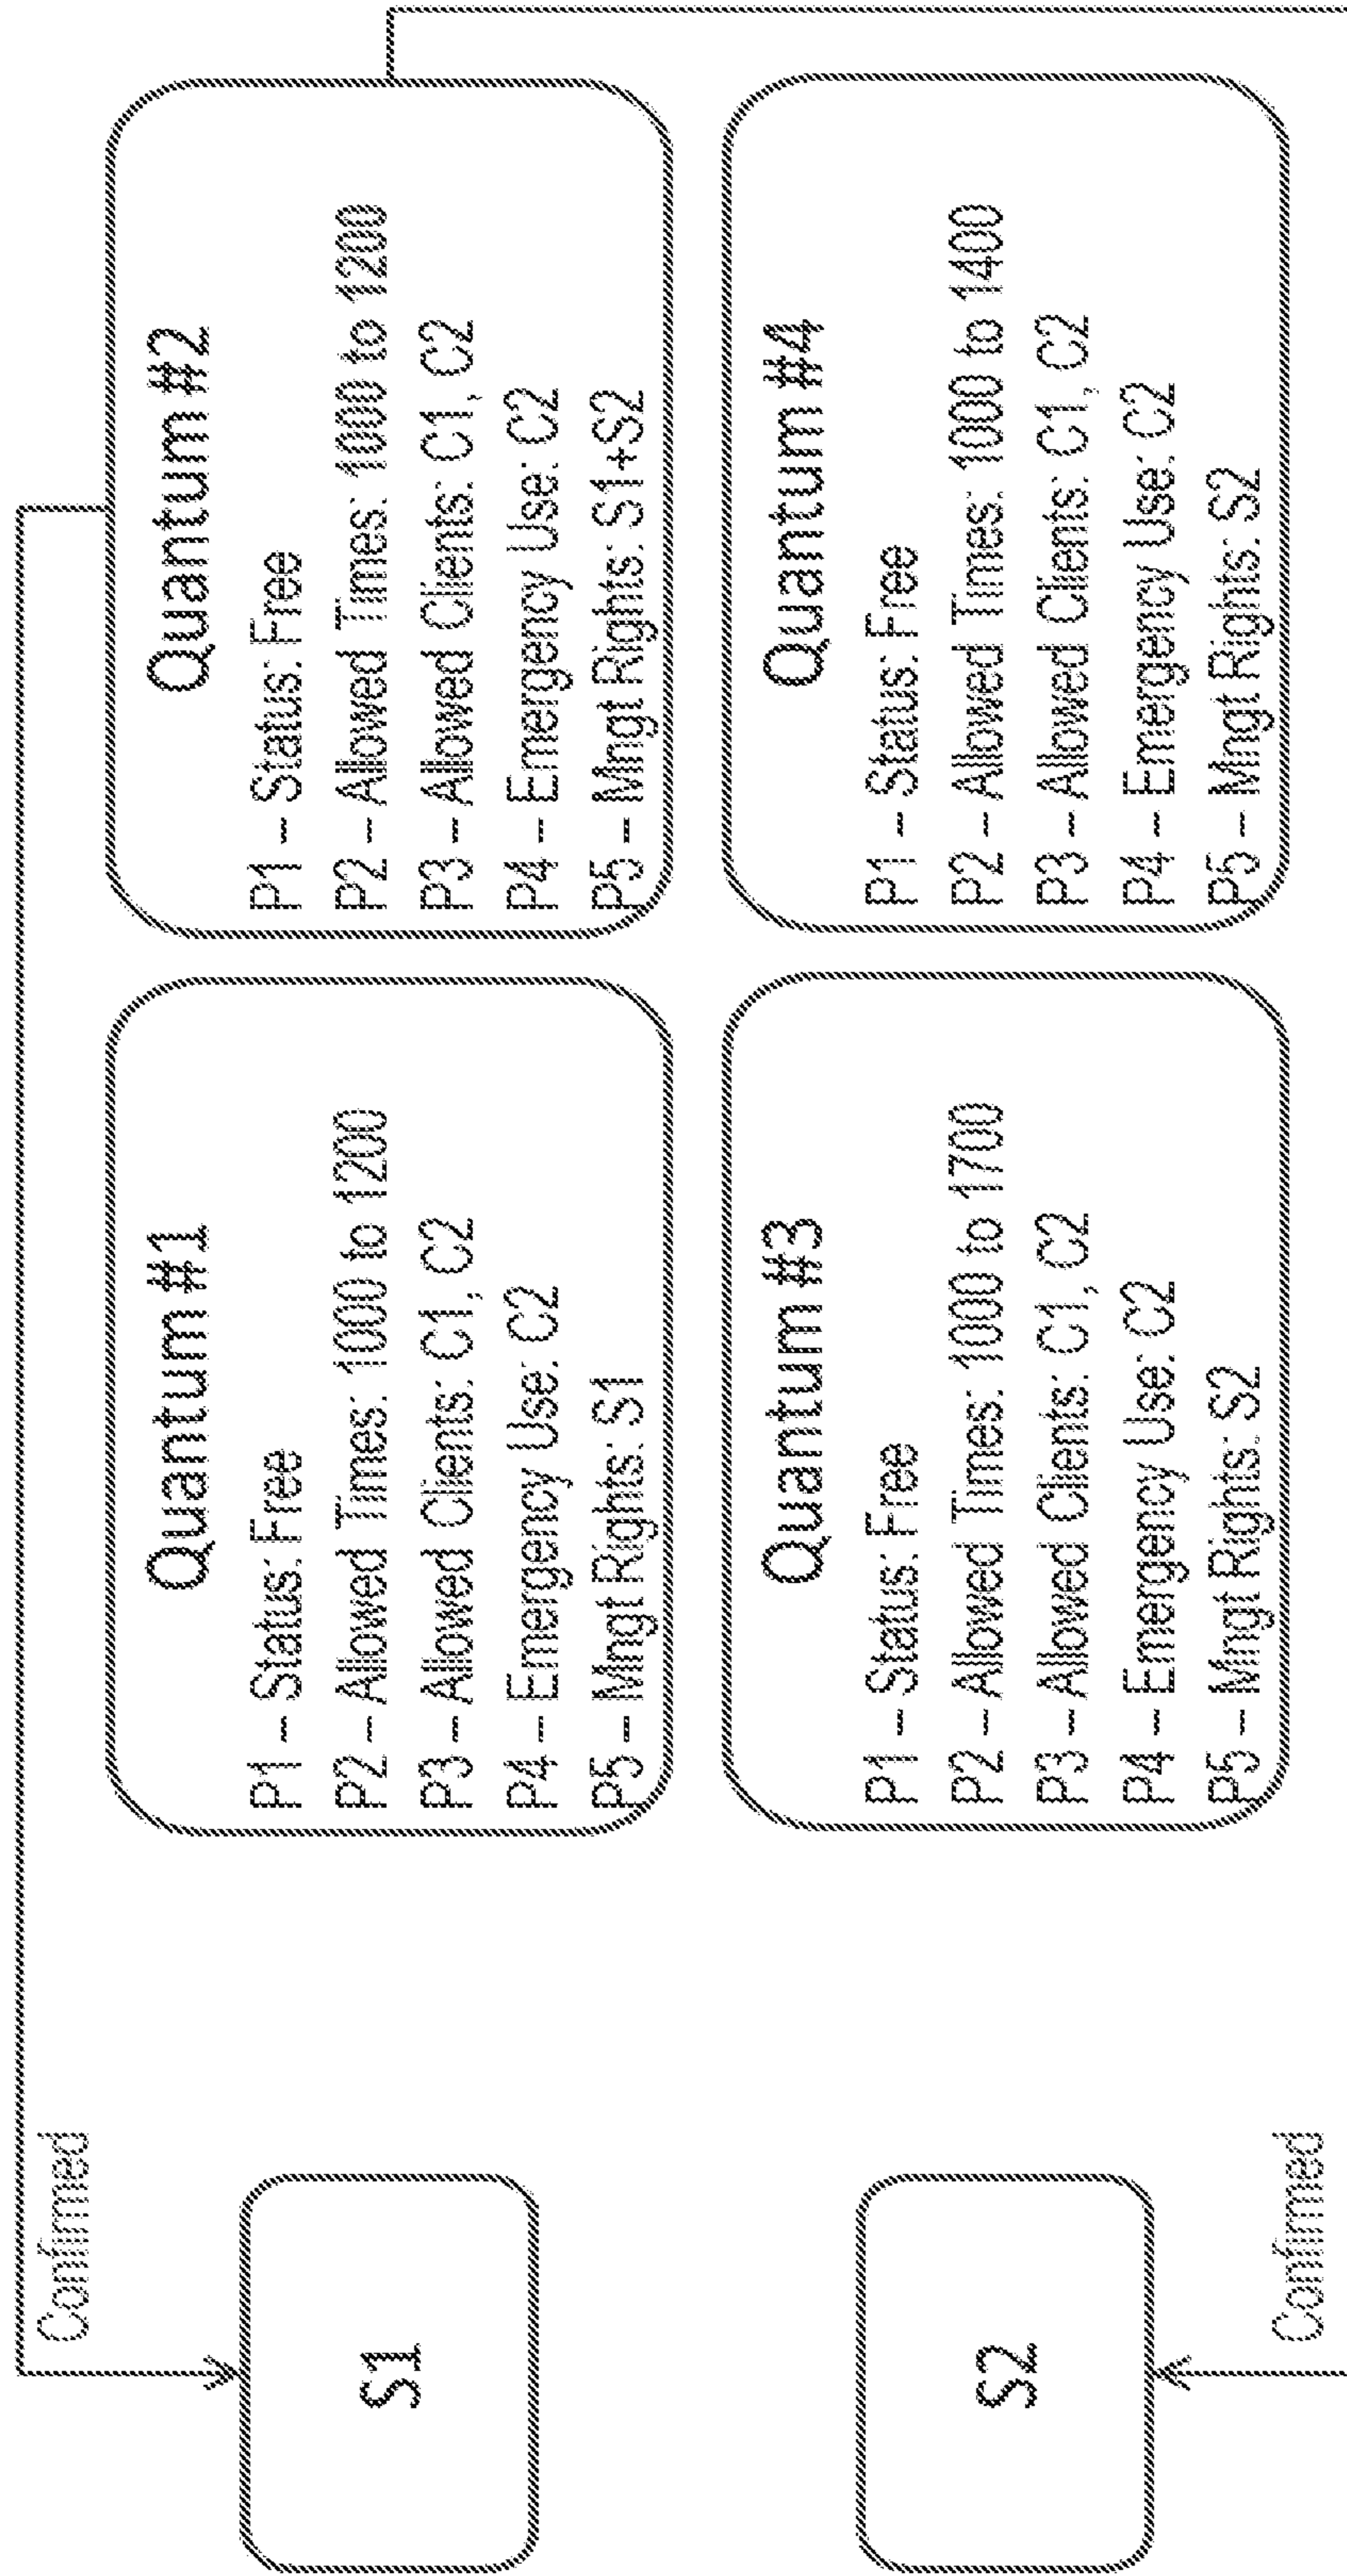 Confirmed
S1
Quantum #1
P1 – Status: Free
P2 – Allowed Times: 1000 to 1200
P3 – Allowed Clients: C1, C2
P4 – Emergency Use: C2
P5 – Mngt Rights: S1
Quantum #2
P1 – Status: Free
P2 – Allowed Times: 1000 to 1200
P3 – Allowed Clients: C1, C2
P4 – Emergency Use: C2
P5 – Mngt Rights: S1+S2
S2
Quantum #3
P1 – Status: Free
P2 – Allowed Times: 1000 to 1700
P3 – Allowed Clients: C1, C2
P4 – Emergency Use: C2
P5 – Mngt Rights: S2
Quantum #4
P1 – Status: Free
P2 – Allowed Times: 1000 to 1400
P3 – Allowed Clients: C1, C2
P4 – Emergency Use: C2
P5 – Mngt Rights: S2
Confirmed